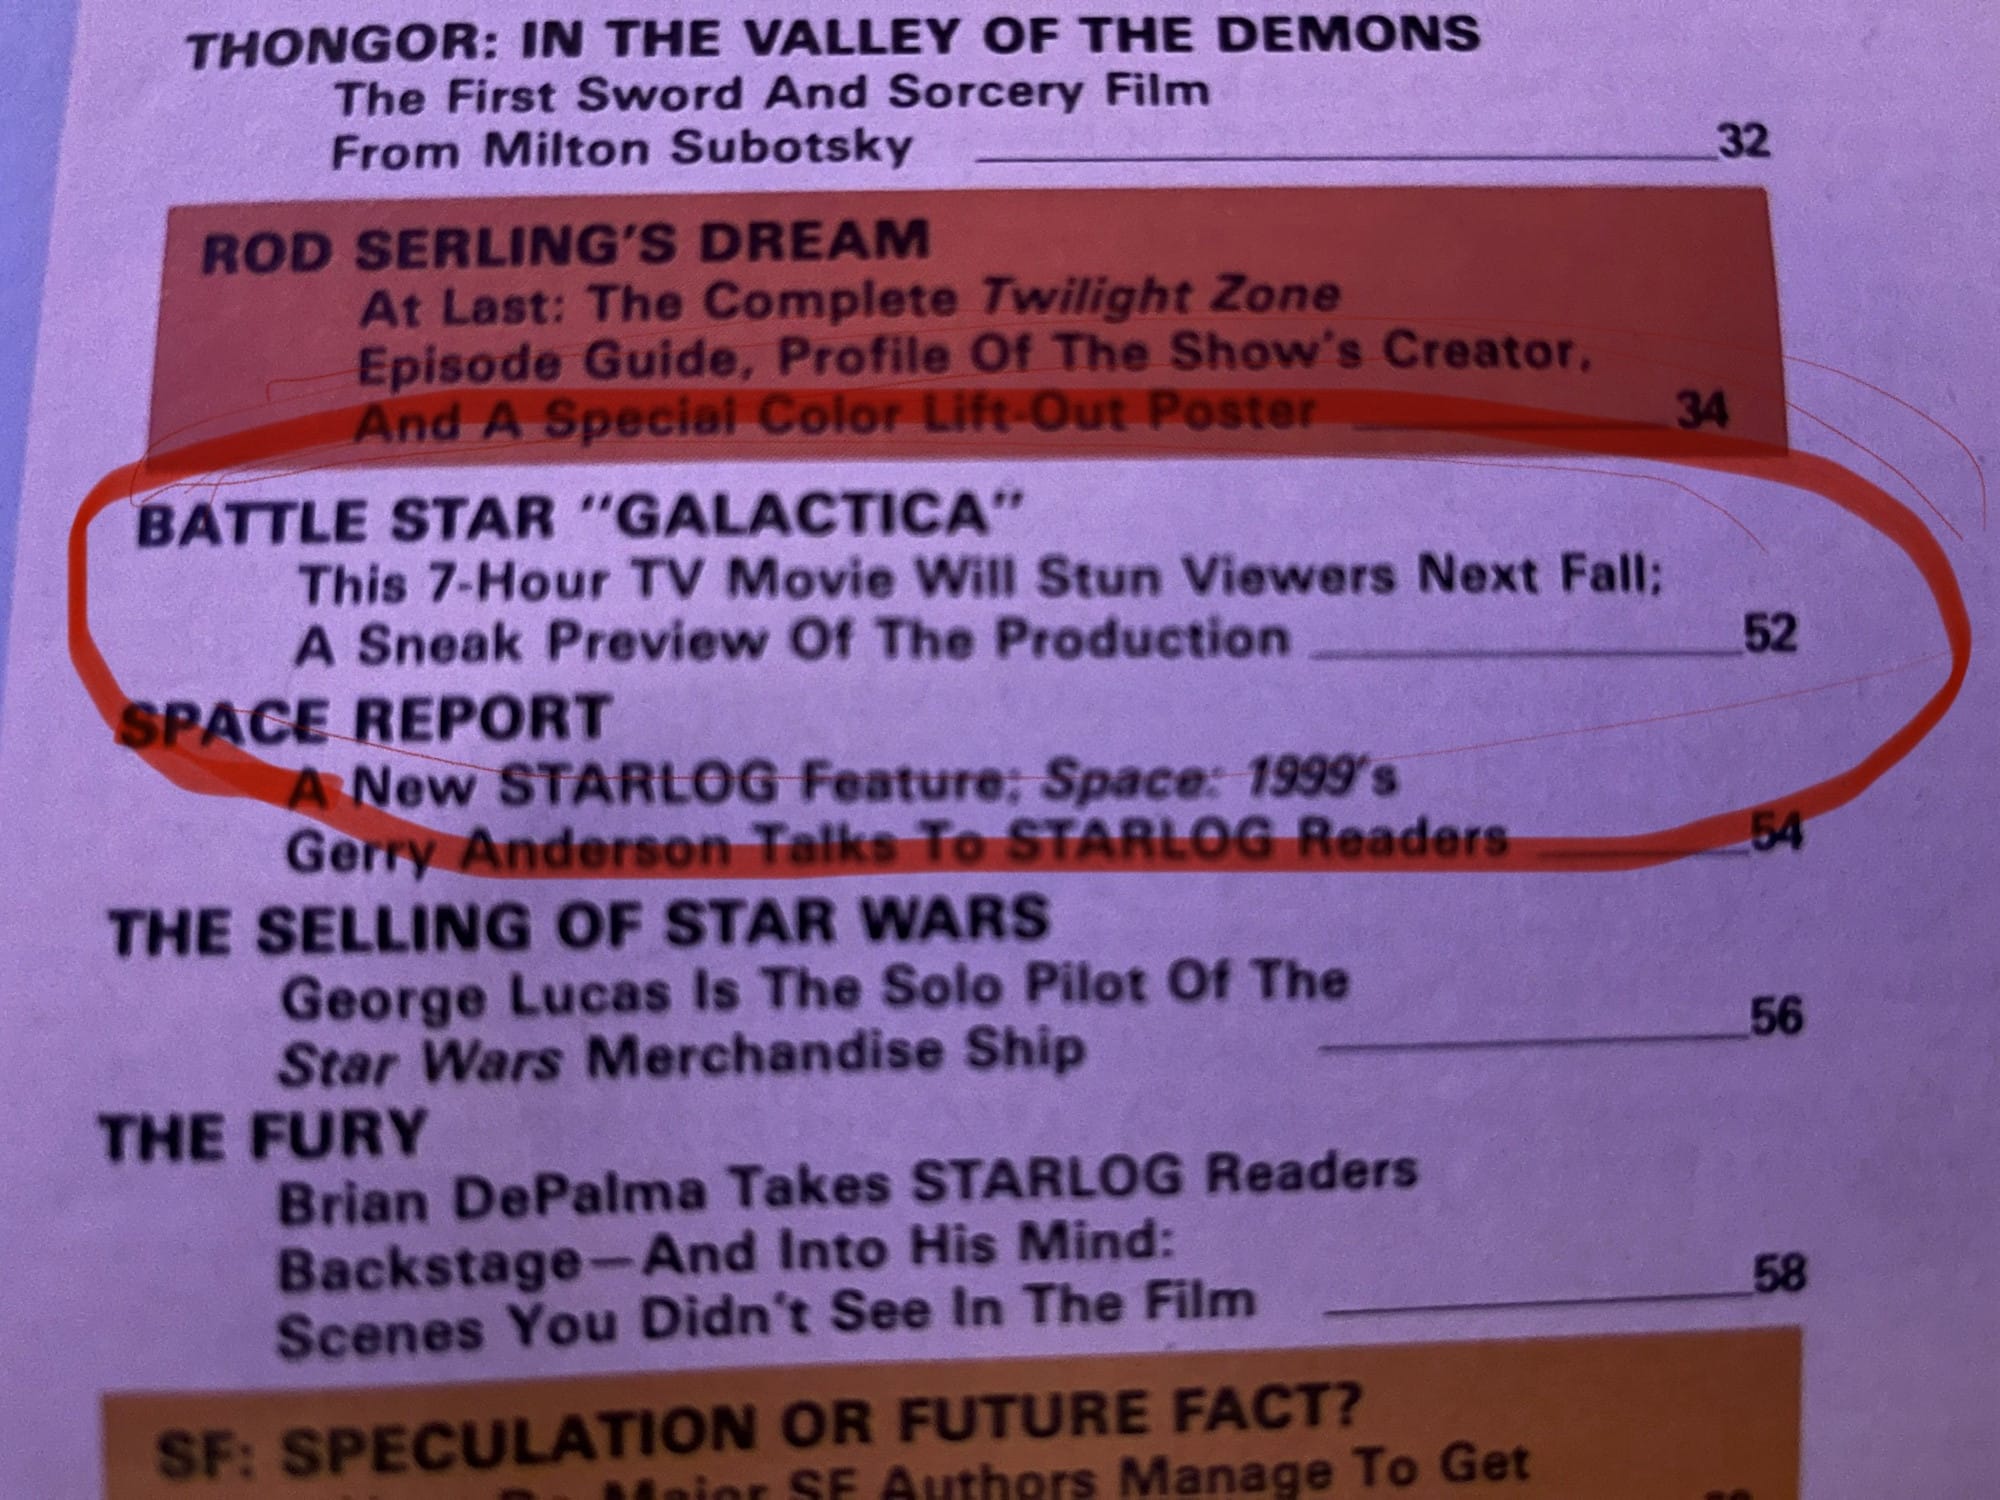 THONGOR: IN THE VALLEY OF THE DEMONS
The First Sword And Sorcery Film
From Milton Subotsky 32
ROD SERLING'S DREAM
At Last: The Complete Twilight Zone
Episode Guide, Profile Of The Show's Creator,
And A Special Color Lift-Out Poster 34
BATTLE STAR "GALACTICA"
This 7-Hour TV Movie Will Stun Viewers Next Fall;
A Sneak Preview Of The Production 52
SPACE REPORT
A New STARLOG Feature; Space: 1999's
Gerry Anderson Talks To STARLOG Readers 54
THE SELLING OF STAR WARS
George Lucas Is The Solo Pilot Of The
Star Wars Merchandise Ship 56
THE FURY
Brian DePalma Takes STARLOG Readers
Backstage—And Into His Mind:
Scenes You Didn't See In The Film 58
SF: SPECULATION OR FUTURE FACT?
Major SF Authors Manage To Get